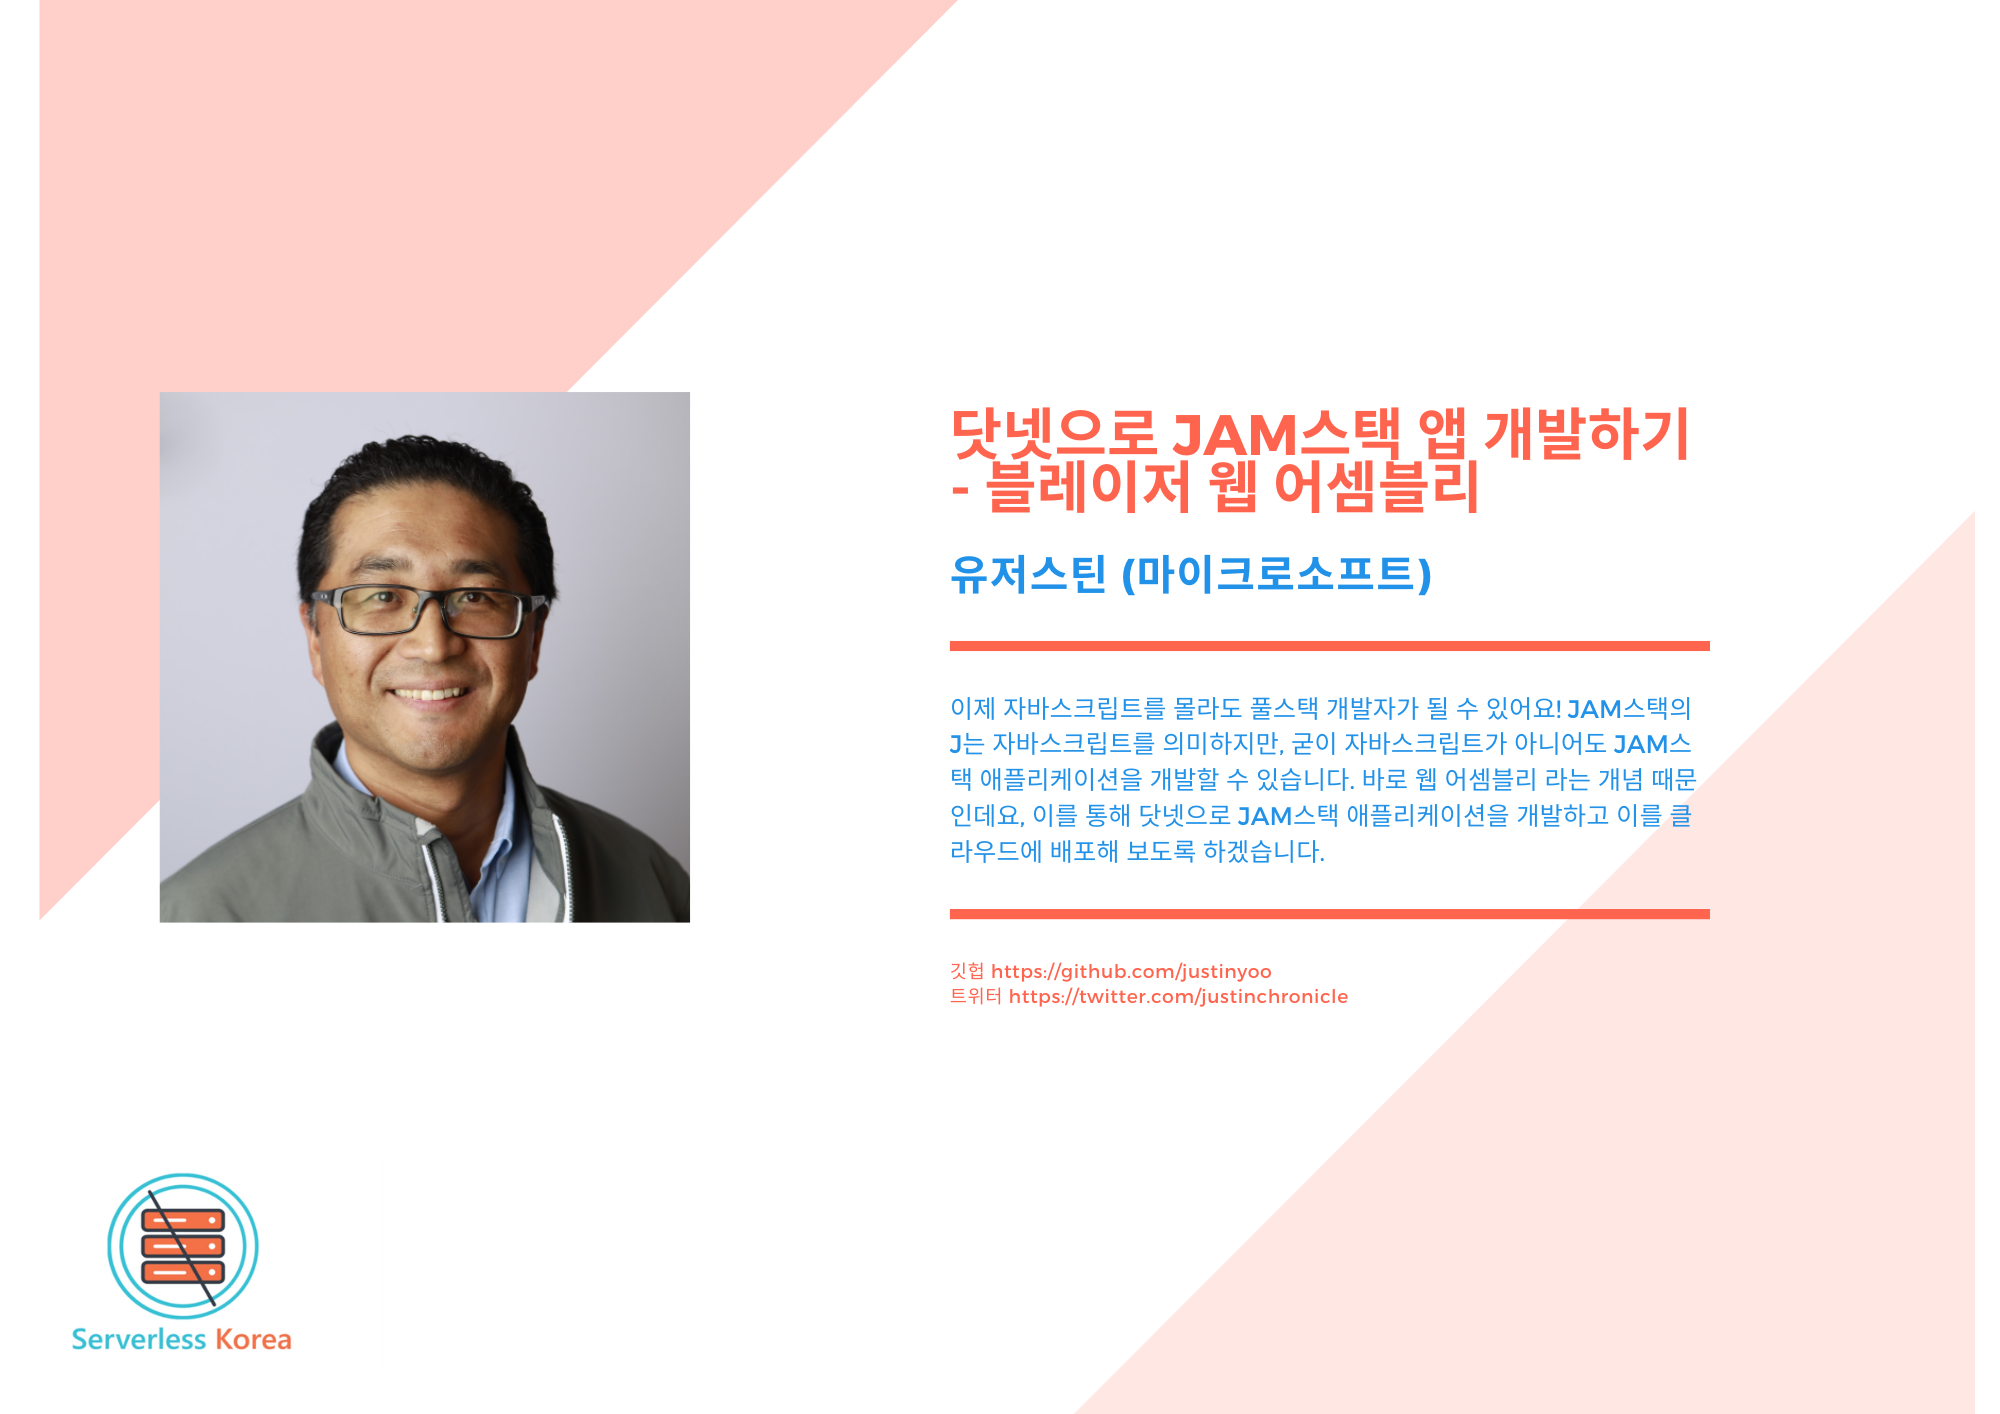 닷넷으로 JAM스택 앱 개발하기
- 블레이저 웹 어셈블리
유저스틴 (마이크로소프트)
이제 자바스크립트를 몰라도 풀스택 개발자가 될 수 있어요! JAM스택의
J는 자바스크립트를 의미하지만, 굳이 자바스크립트가 아니어도 JAM스
택 애플리케이션을 개발할 수 있습니다. 바로 웹 어셈블리 라는 개념 때문
인데요, 이를 통해 닷넷으로 JAM스택 애플리케이션을 개발하고 이를 클
라우드에 배포해 보도록 하겠습니다.
깃헙 https://github.com/justinyoo
트위터 https://twitter.com/justinchronicle
Serverless Korea